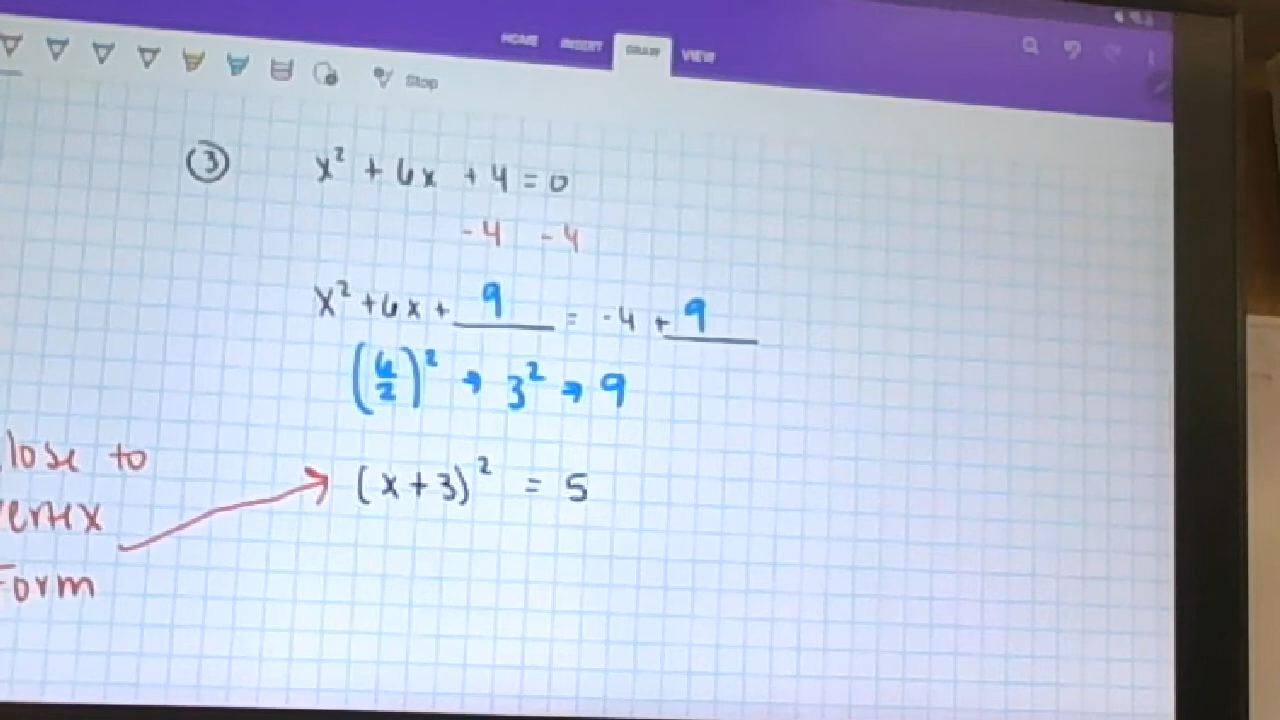 HOME INSERT DRAW VIEW
Stop
③ x² + 6x + 4 = 0
- 4 - 4
x² + 6x + 9 = -4 + 9
(6/2)² → 3² → 9
lose to
(x + 3)² = 5
ertex
Form